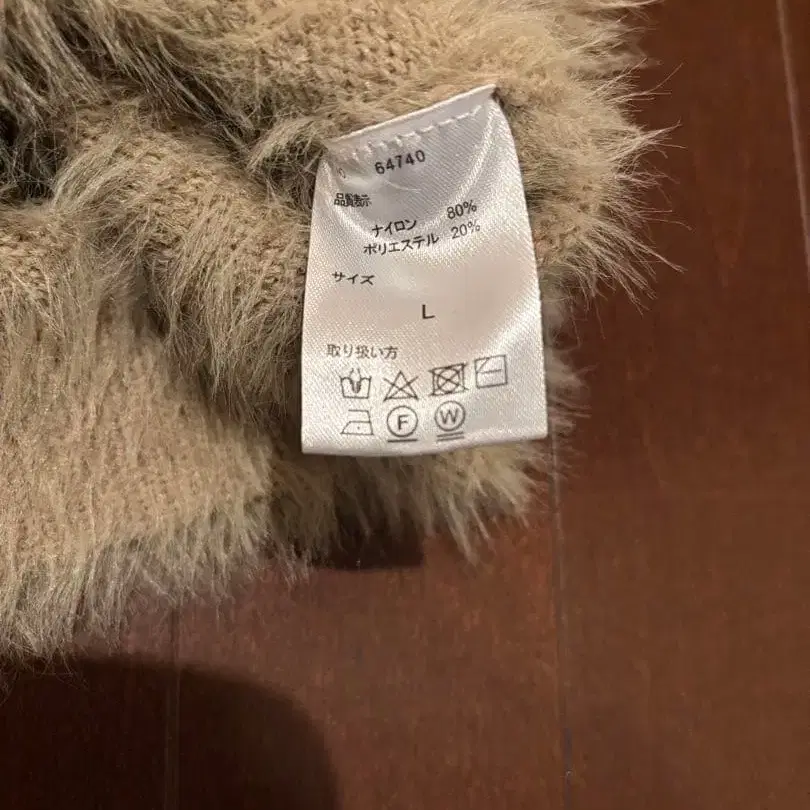 64740
品質表示
ナイロン 80%
ポリエステル 20%
サイズ
L
取り扱い方
F W